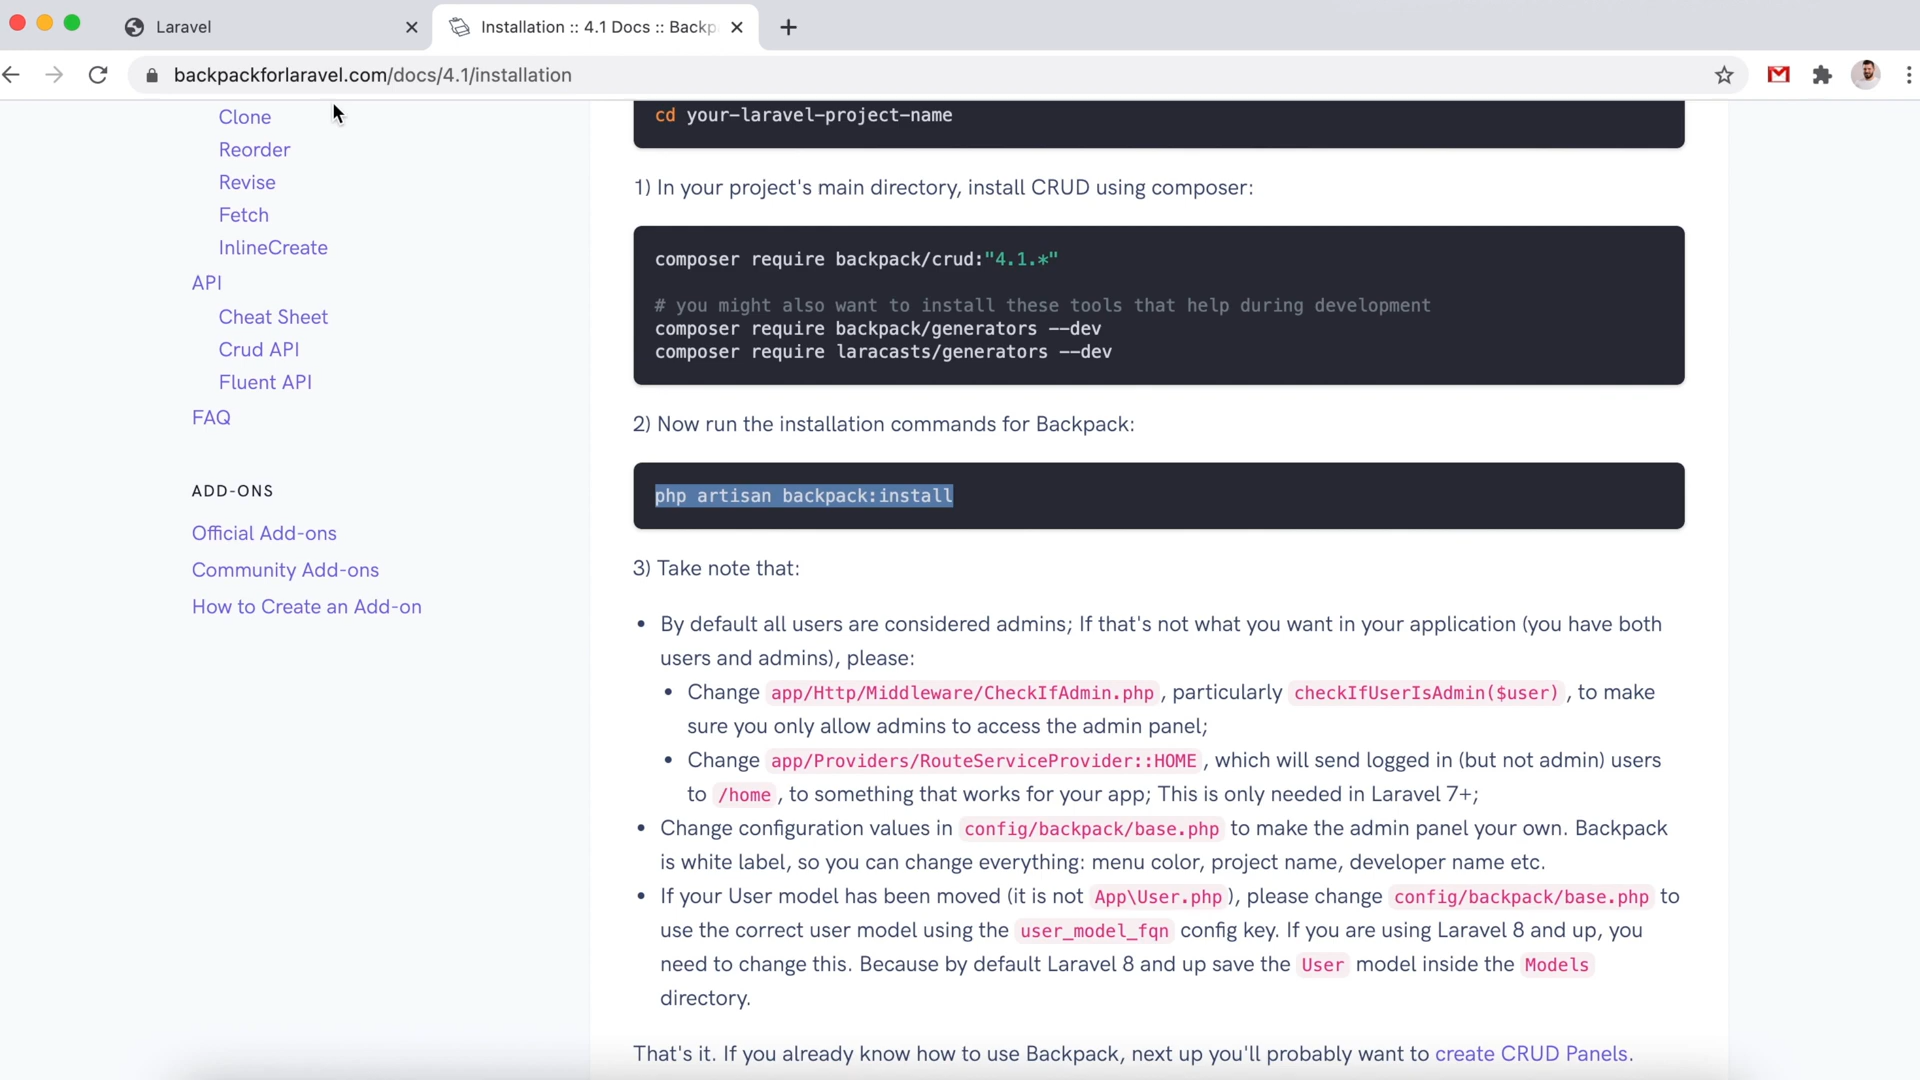 Laravel
Installation :: 4.1 Docs :: Backp
backpackforlaravel.com/docs/4.1/installation
Clone
Reorder
Revise
Fetch
InlineCreate
API
Cheat Sheet
Crud API
Fluent API
FAQ
ADD-ONS
Official Add-ons
Community Add-ons
How to Create an Add-on
cd your-laravel-project-name
1) In your project's main directory, install CRUD using composer:
composer require backpack/crud:"4.1.*"
# you might also want to install these tools that help during development
composer require backpack/generators --dev
composer require laracasts/generators --dev
2) Now run the installation commands for Backpack:
php artisan backpack:install
3) Take note that:
• By default all users are considered admins; If that's not what you want in your application (you have both
users and admins), please:
• Change app/Http/Middleware/CheckIfAdmin.php, particularly checkIfUserIsAdmin($user), to make
sure you only allow admins to access the admin panel;
• Change app/Providers/RouteServiceProvider::HOME, which will send logged in (but not admin) users
to /home, to something that works for your app; This is only needed in Laravel 7+;
• Change configuration values in config/backpack/base.php to make the admin panel your own. Backpack
is white label, so you can change everything: menu color, project name, developer name etc.
• If your User model has been moved (it is not App\User.php), please change config/backpack/base.php to
use the correct user model using the user_model_fqn config key. If you are using Laravel 8 and up, you
need to change this. Because by default Laravel 8 and up save the User model inside the Models
directory.
That's it. If you already know how to use Backpack, next up you'll probably want to create CRUD Panels.